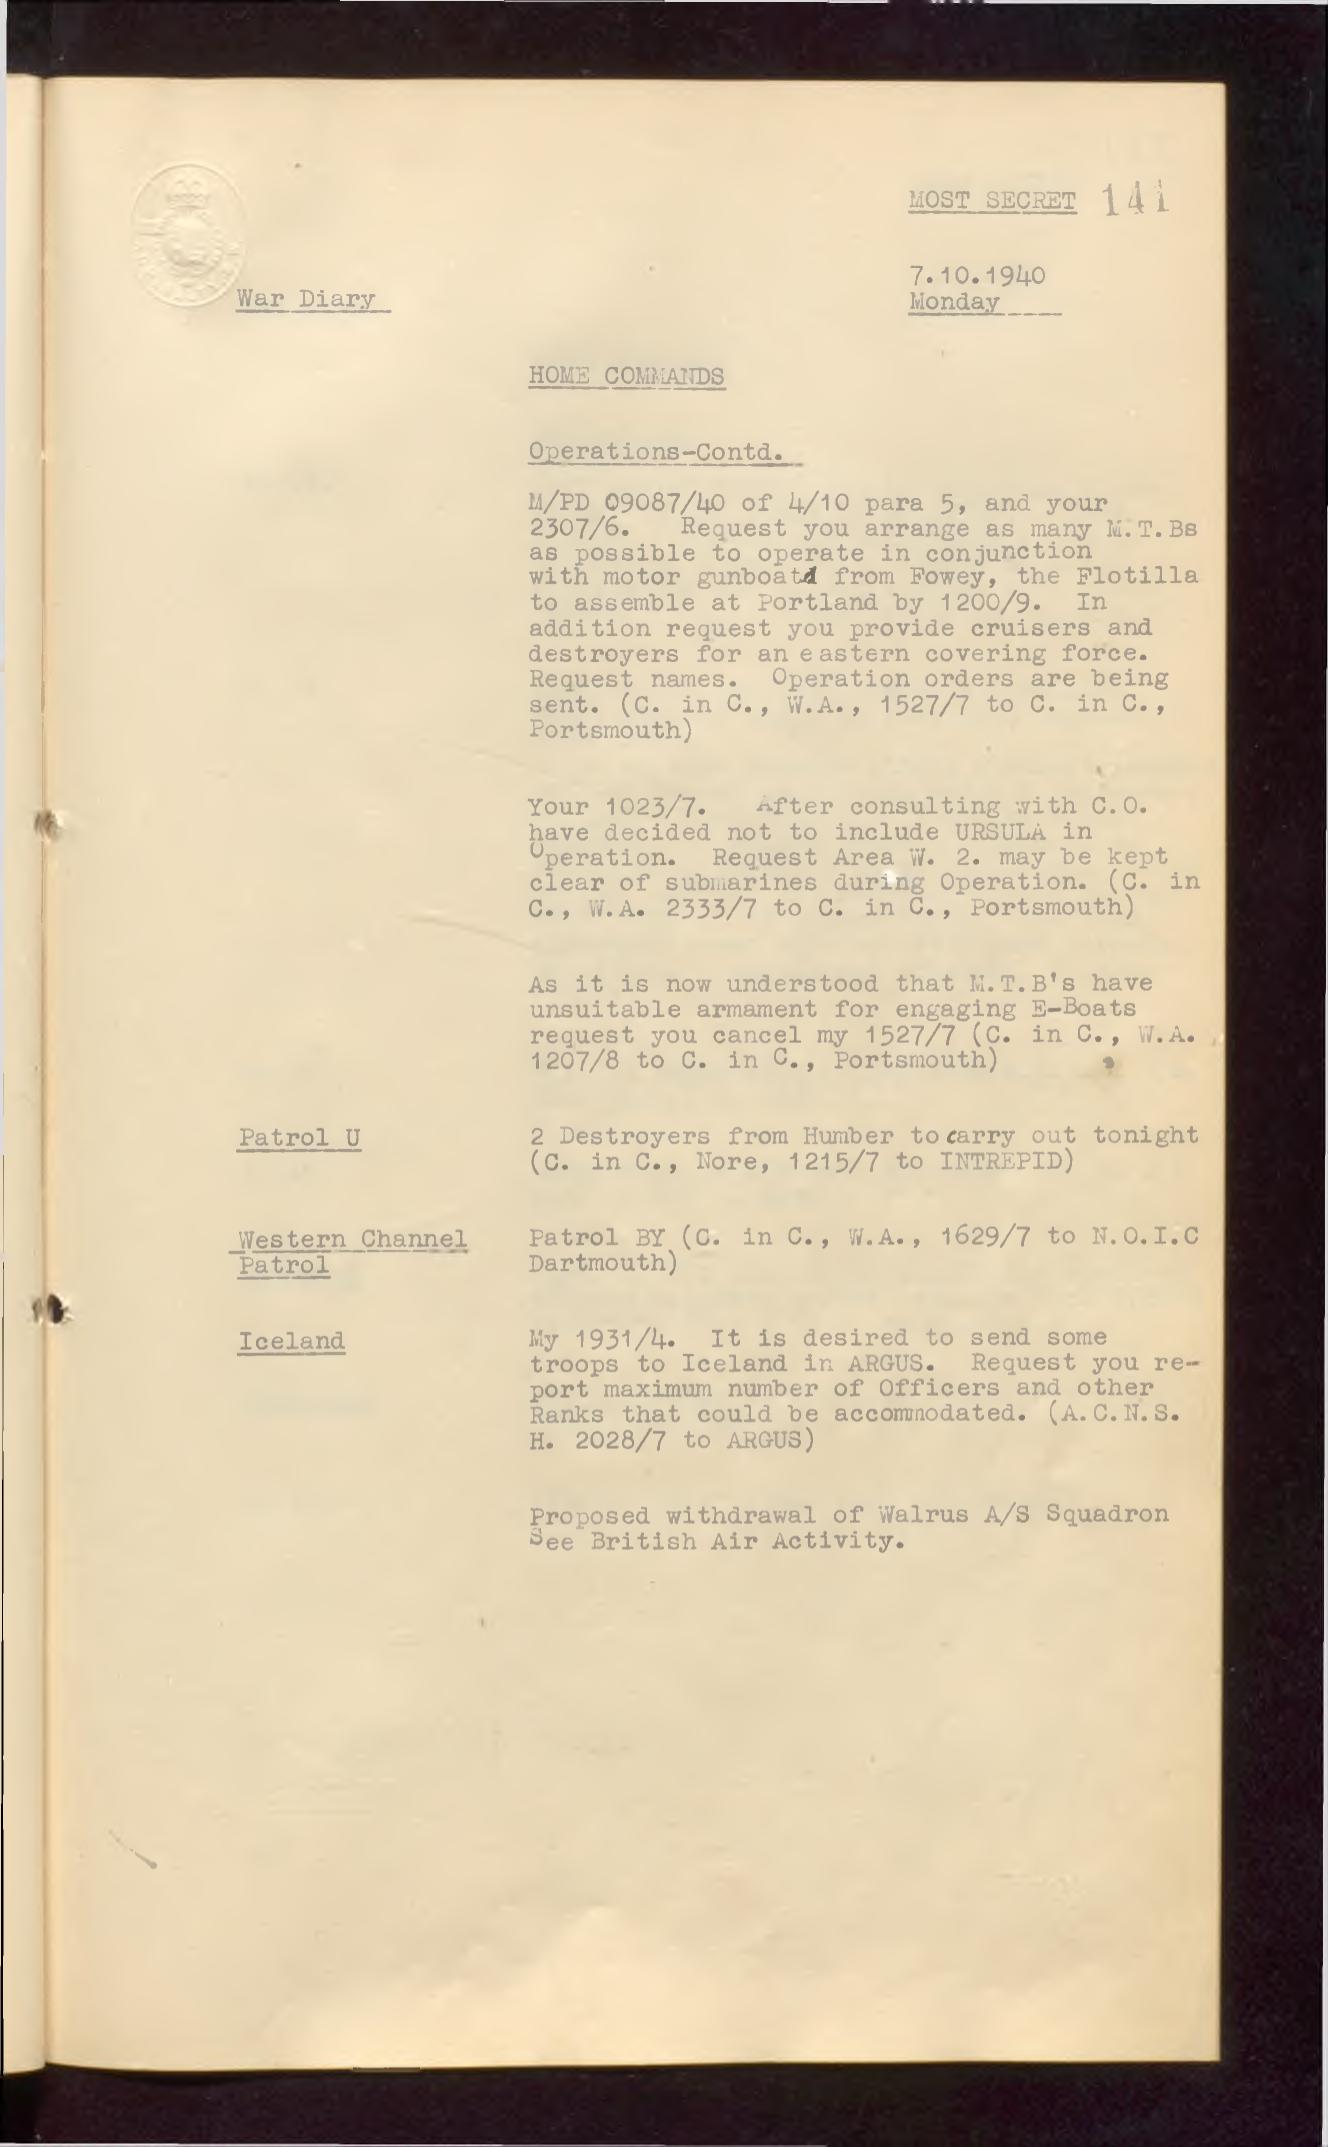 MOST SECRET 141
7.10.1940
War Diary
Monday
HOME COMMANDS
Operations-Contd.
M/PD 09087/40 of 4/10 para 5, and your
2307/6. Request you arrange as many M.T.Bs
as possible to operate in conjunction
with motor gunboats from Fowey, the Flotilla
to assemble at Portland by 1200/9. In
addition request you provide cruisers and
destroyers for an eastern covering force.
Request names. Operation orders are being
sent. (C. in C., W.A., 1527/7 to C. in C.,
Portsmouth)
Your 1023/7. After consulting with C.O.
have decided not to include URSULA in
Operation. Request Area W. 2. may be kept
clear of submarines during Operation. (C. in
C., W.A. 2333/7 to C. in C., Portsmouth)
As it is now understood that M.T.B's have
unsuitable armament for engaging E-Boats
request you cancel my 1527/7 (C. in C., W.A.
1207/8 to C. in C., Portsmouth)
Patrol U 2 Destroyers from Humber to carry out tonight
(C. in C., Nore, 1215/7 to INTREPID)
Western Channel Patrol BY (C. in C., W.A., 1629/7 to N.O.I.C
Patrol Dartmouth)
Iceland My 1931/4. It is desired to send some
troops to Iceland in ARGUS. Request you re-
port maximum number of Officers and other
Ranks that could be accommodated. (A.C.N.S.
H. 2028/7 to ARGUS)
Proposed withdrawal of Walrus A/S Squadron
See British Air Activity.